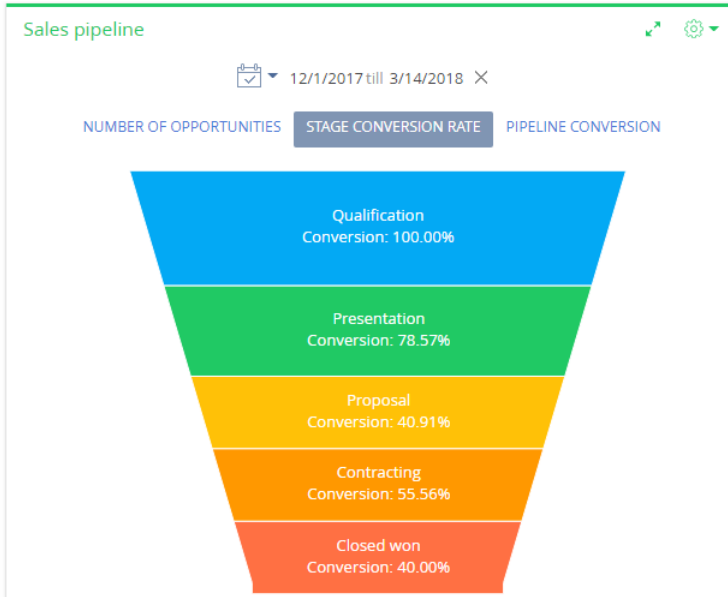 Sales pipeline
12/1/2017 till 3/14/2018
NUMBER OF OPPORTUNITIES STAGE CONVERSION RATE PIPELINE CONVERSION
Qualification
Conversion: 100.00%
Presentation
Conversion: 78.57%
Proposal
Conversion: 40.91%
Contracting
Conversion: 55.56%
Closed won
Conversion: 40.00%